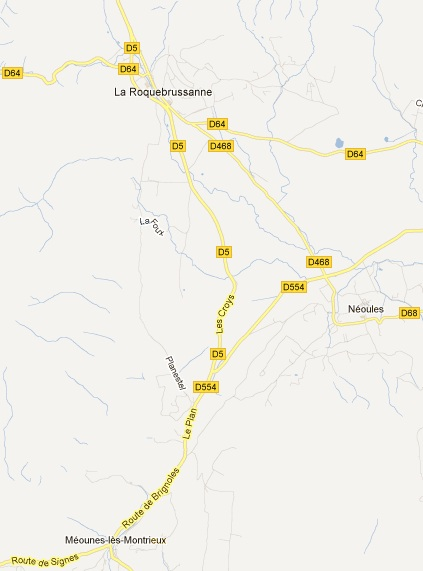 D5
D64
D64
La Roquebrussanne
D64
D5
D468
D64
La Foux
D5
D468
D554
Les Croys
Néoules
D68
D5
Planestel
D554
Le Plan
Route de Brignoles
Méounes-lès-Montrieux
Route de Signes